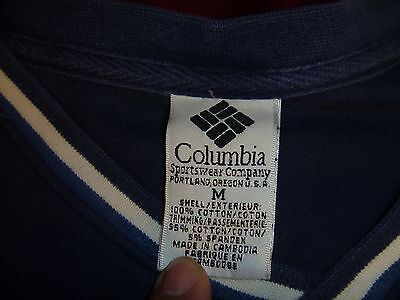 Columbia
Sportswear Company
PORTLAND, OREGON U.S.A.
M
SHELL/EXTERIEUR:
100% COTTON/COTON
TRIMMING/PASSEMENTERIE
95% COTTON/COTON
5% SPANDEX
MADE IN CAMBODIA
FABRIQUE EN
CAMBODGE